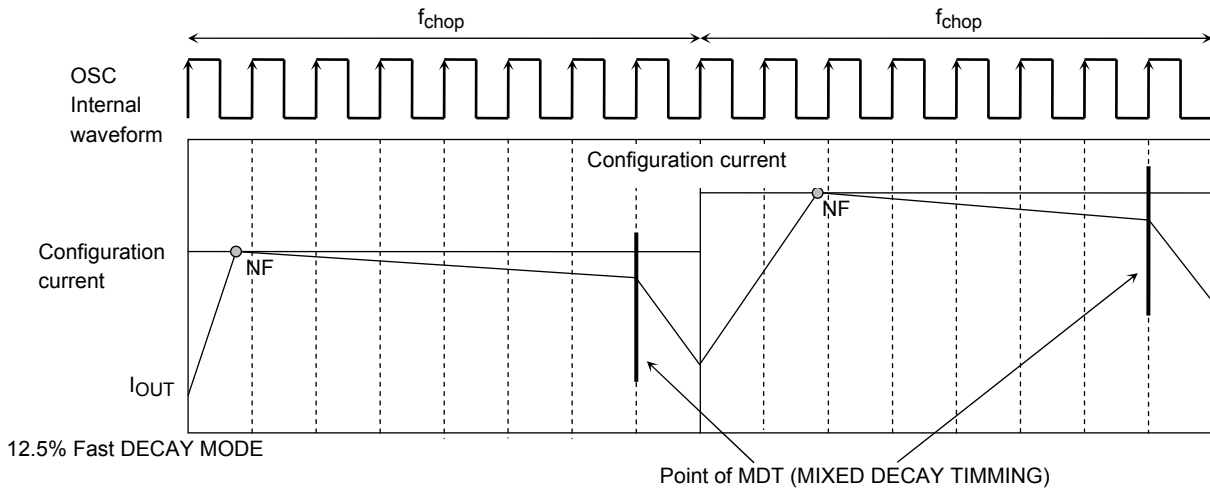 fchop
fchop
OSC
Internal
waveform
Configuration current
NF
Configuration
current
NF
IOUT
12.5% Fast DECAY MODE
Point of MDT (MIXED DECAY TIMMING)